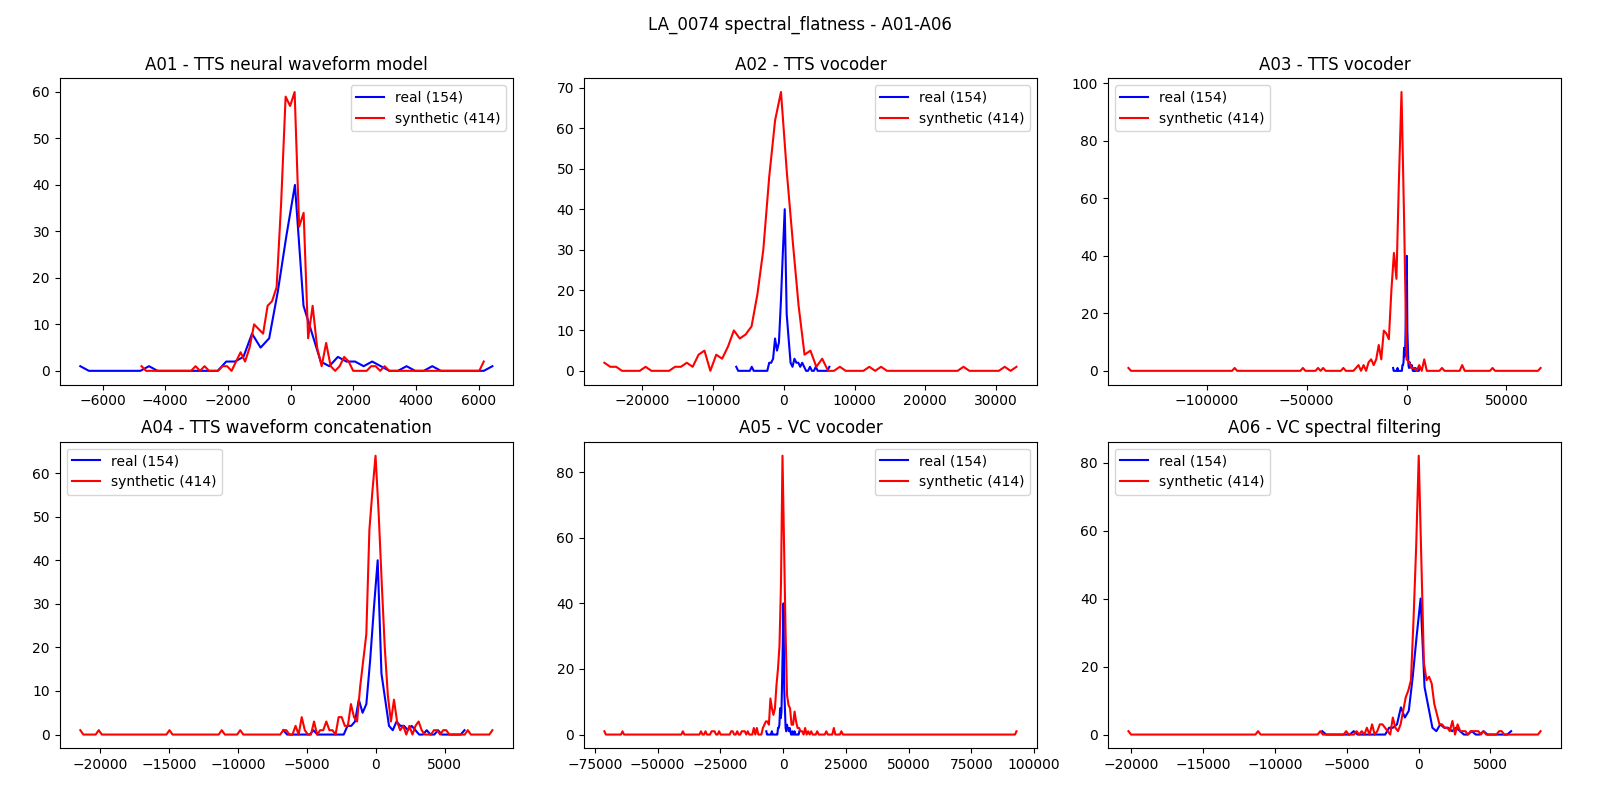 LA_0074 spectral_flatness - A01-A06
A01 - TTS neural waveform model
60
50
40
30
20
10
0
real (154)
synthetic (414)
−6000 −4000 −2000 0 2000 4000 6000
A02 - TTS vocoder
70
60
50
40
30
20
10
0
real (154)
synthetic (414)
−20000 −10000 0 10000 20000 30000
A03 - TTS vocoder
100
80
60
40
20
0
real (154)
synthetic (414)
−100000 −50000 0 50000
A04 - TTS waveform concatenation
60
50
40
30
20
10
0
real (154)
synthetic (414)
−20000 −15000 −10000 −5000 0 5000
A05 - VC vocoder
80
60
40
20
0
real (154)
synthetic (414)
−75000 −50000 −25000 0 25000 50000 75000 100000
A06 - VC spectral filtering
80
60
40
20
0
real (154)
synthetic (414)
−20000 −15000 −10000 −5000 0 5000